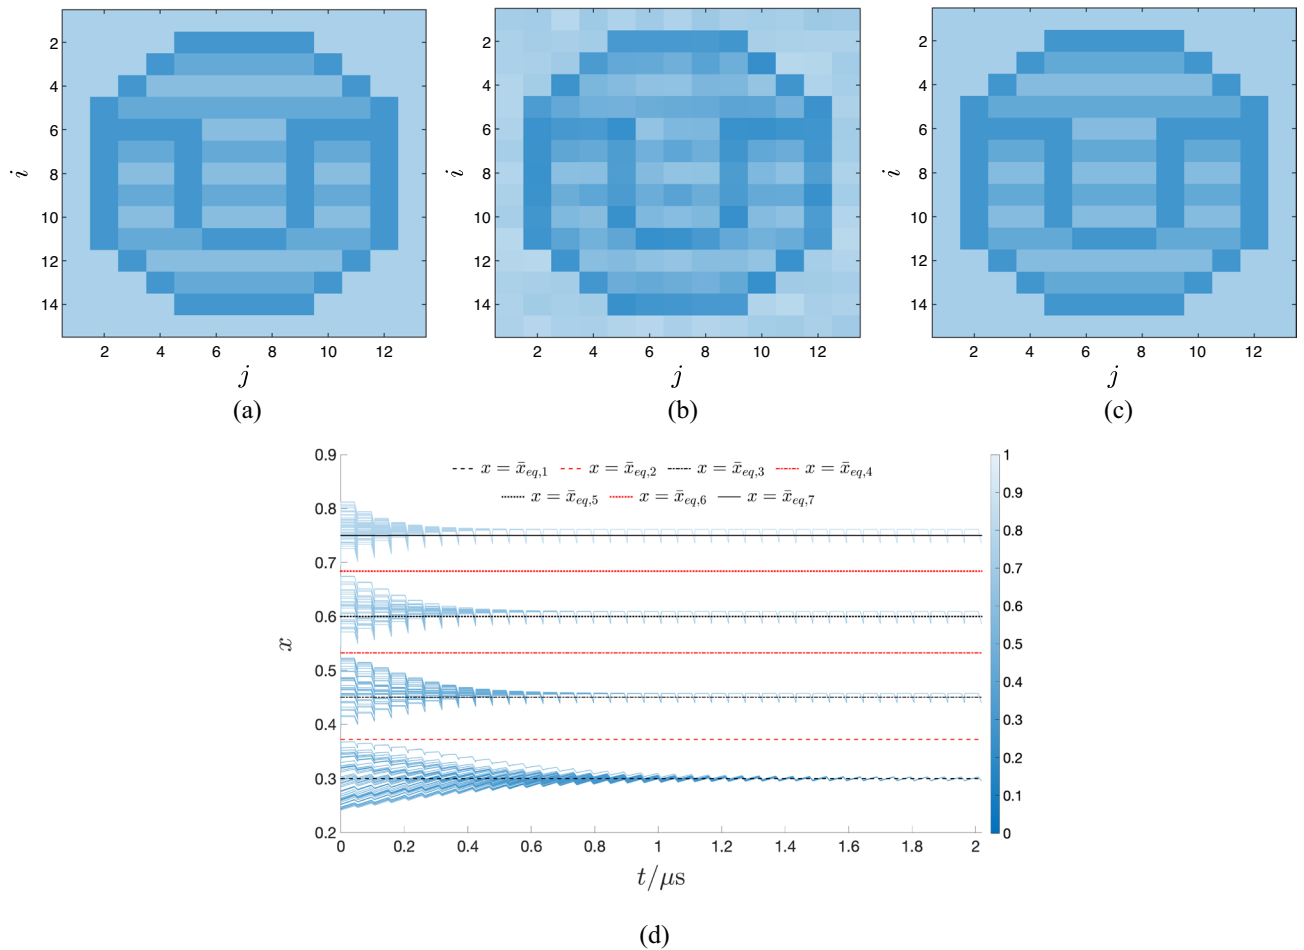 2
4
6
8
10
12
14
i
2 4 6 8 10 12
j
(a)
2
4
6
8
10
12
14
i
2 4 6 8 10 12
j
(b)
2
4
6
8
10
12
14
i
2 4 6 8 10 12
j
(c)
x = x̄_{eq,1} x = x̄_{eq,2} x = x̄_{eq,3} x = x̄_{eq,4}
x = x̄_{eq,5} x = x̄_{eq,6} x = x̄_{eq,7}
0.9
0.8
0.7
0.6
0.5
0.4
0.3
0.2
x
0 0.2 0.4 0.6 0.8 1 1.2 1.4 1.6 1.8 2
t/μs
1
0.9
0.8
0.7
0.6
0.5
0.4
0.3
0.2
0.1
0
(d)